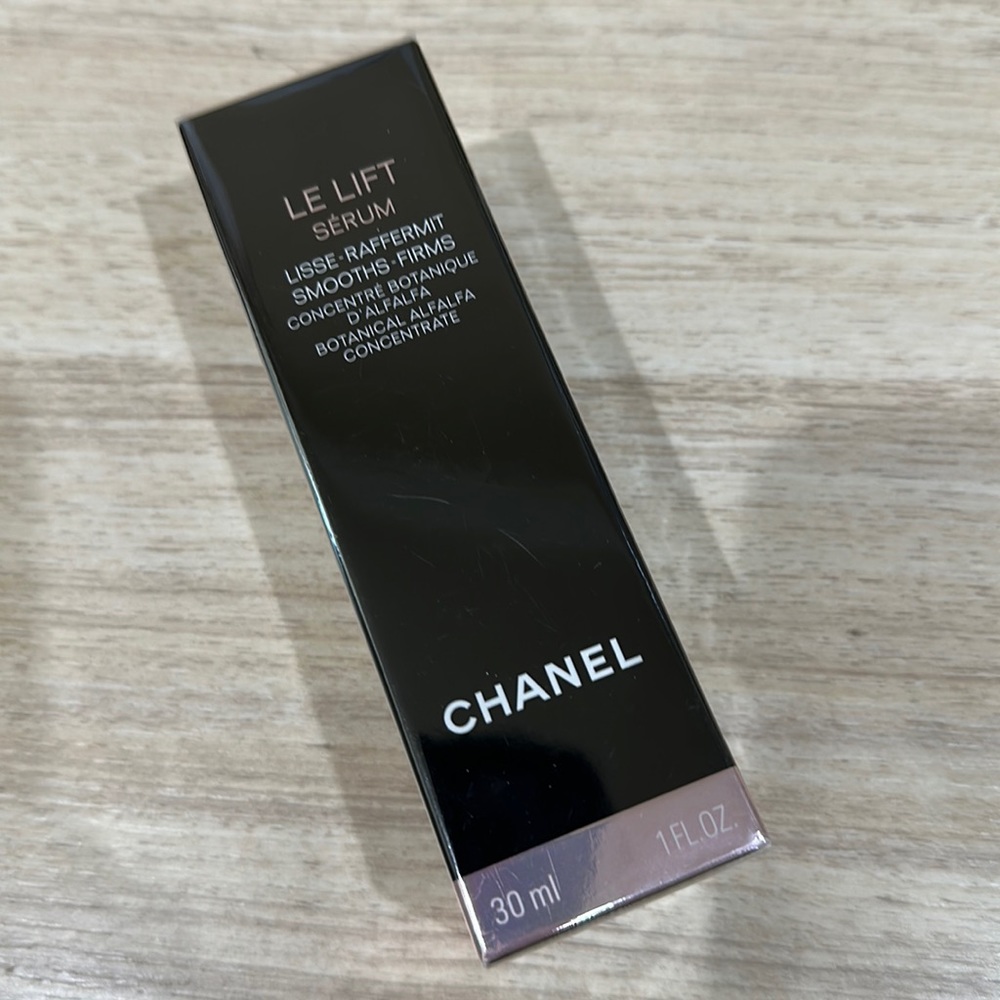 LE LIFT
SÉRUM
LISSE-RAFFERMIT
SMOOTHS-FIRMS
CONCENTRÉ BOTANIQUE
D'ALFALFA
BOTANICAL ALFALFA
CONCENTRATE
CHANEL
30 ml 1 FL.OZ.